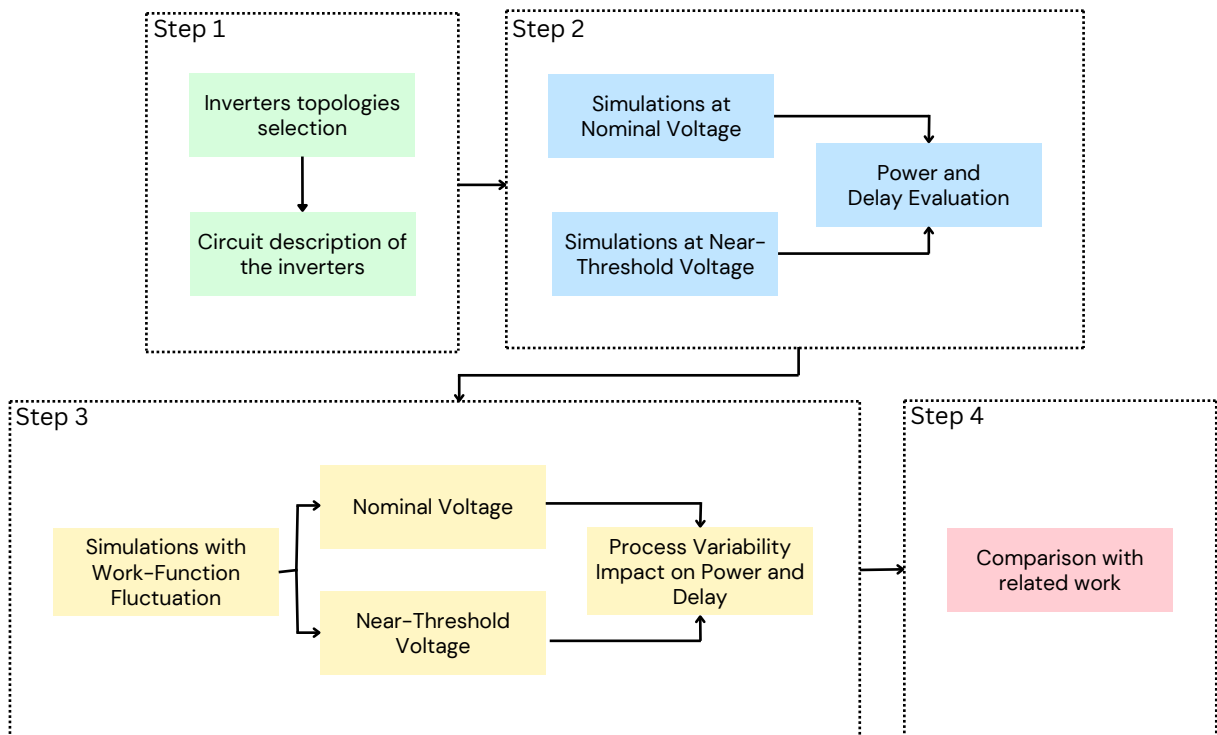 Step 1
Inverters topologies
selection
Circuit description of
the inverters
Step 2
Simulations at
Nominal Voltage
Simulations at Near-
Threshold Voltage
Power and
Delay Evaluation
Step 3
Simulations with
Work-Function
Fluctuation
Nominal Voltage
Near-Threshold
Voltage
Process Variability
Impact on Power and
Delay
Step 4
Comparison with
related work